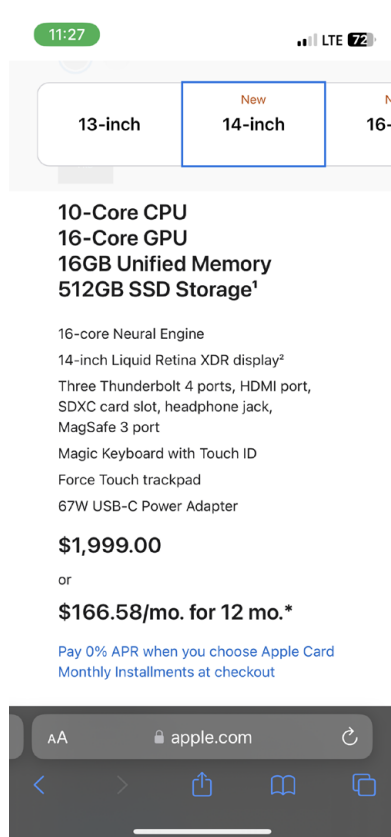 11:27
LTE 72
New
13-inch
14-inch
16-
10-Core CPU
16-Core GPU
16GB Unified Memory
512GB SSD Storage¹
16-core Neural Engine
14-inch Liquid Retina XDR display²
Three Thunderbolt 4 ports, HDMI port,
SDXC card slot, headphone jack,
MagSafe 3 port
Magic Keyboard with Touch ID
Force Touch trackpad
67W USB-C Power Adapter
$1,999.00
or
$166.58/mo. for 12 mo.*
Pay 0% APR when you choose Apple Card
Monthly Installments at checkout
AA
apple.com